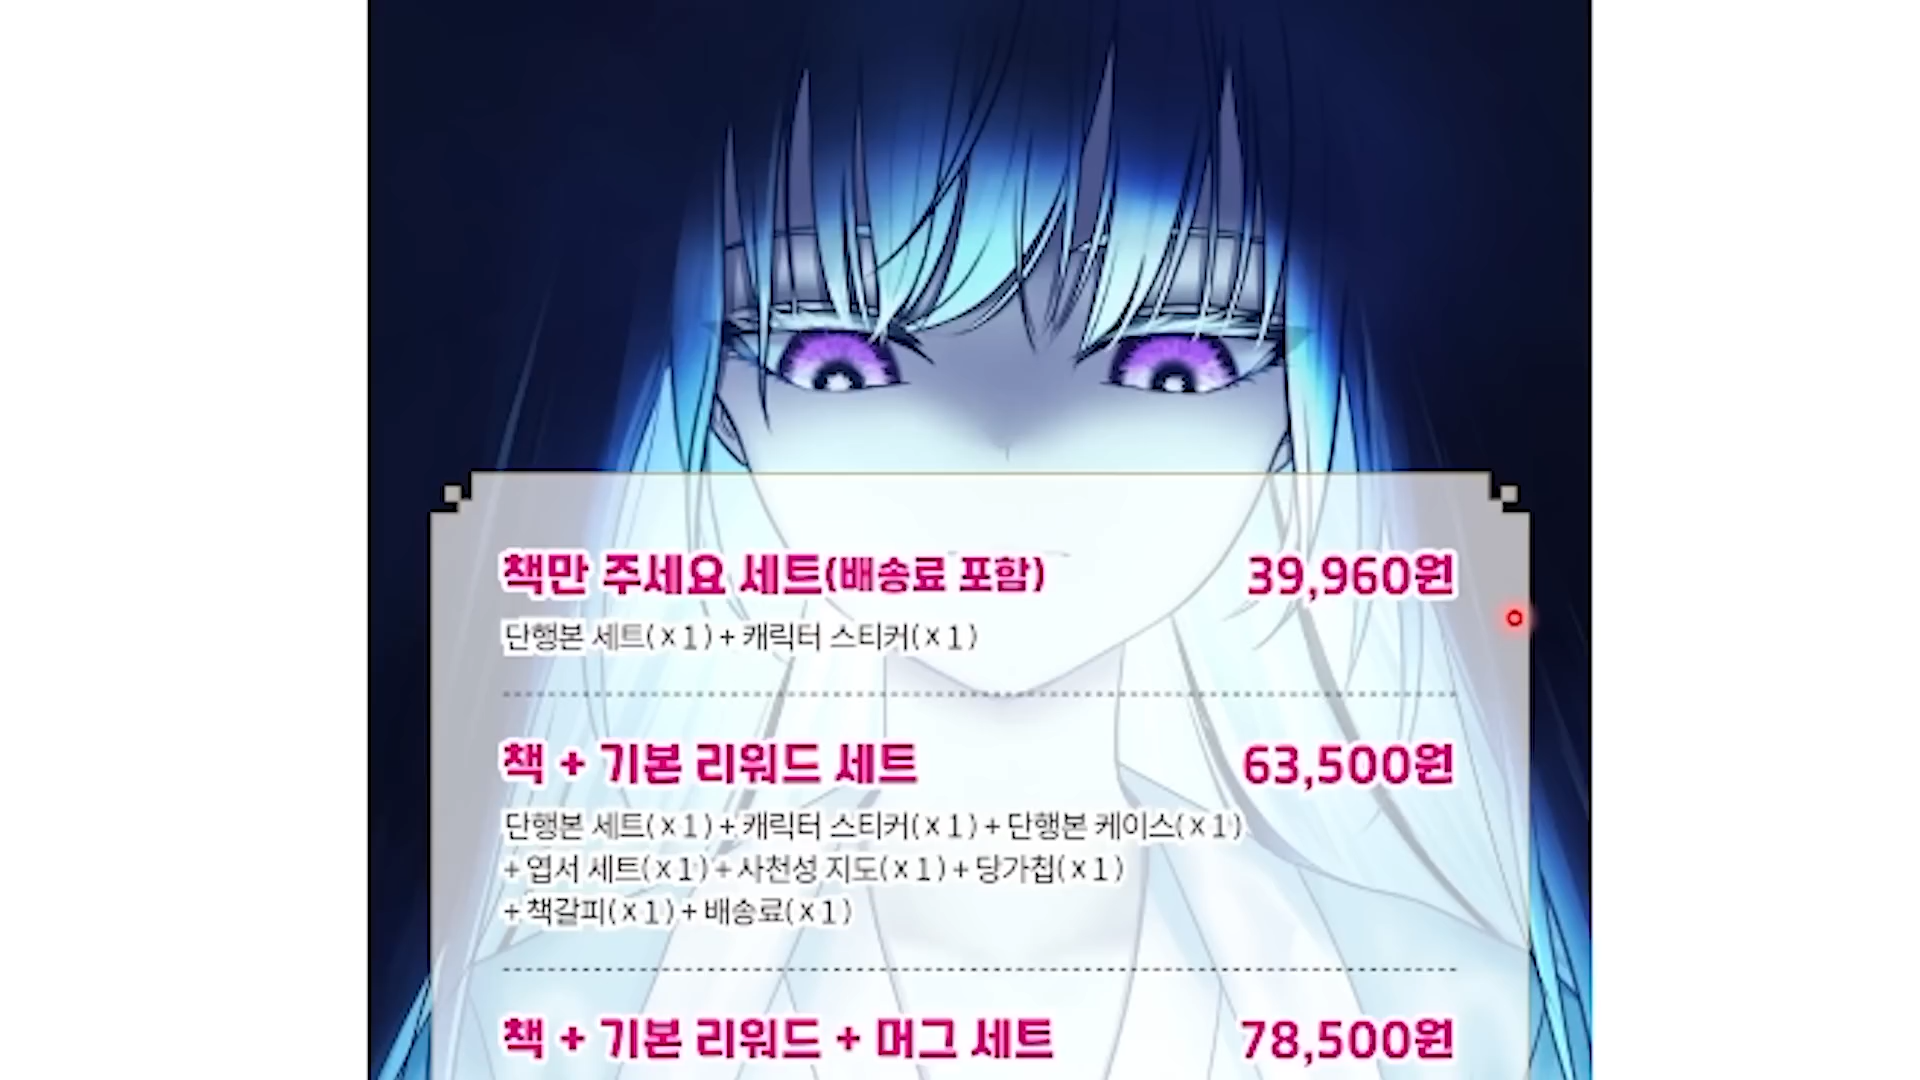 책만 주세요 세트(배송료 포함) 39,960원
단행본 세트(x1)+캐릭터 스티커(x1)
책 + 기본 리워드 세트 63,500원
단행본 세트(x1)+캐릭터 스티커(x1)+단행본 케이스(x1)
+엽서 세트(x1)+사천성 지도(x1)+당가첩(x1)
+책갈피(x1)+배송료(x1)
책 + 기본 리워드 + 머그 세트 78,500원